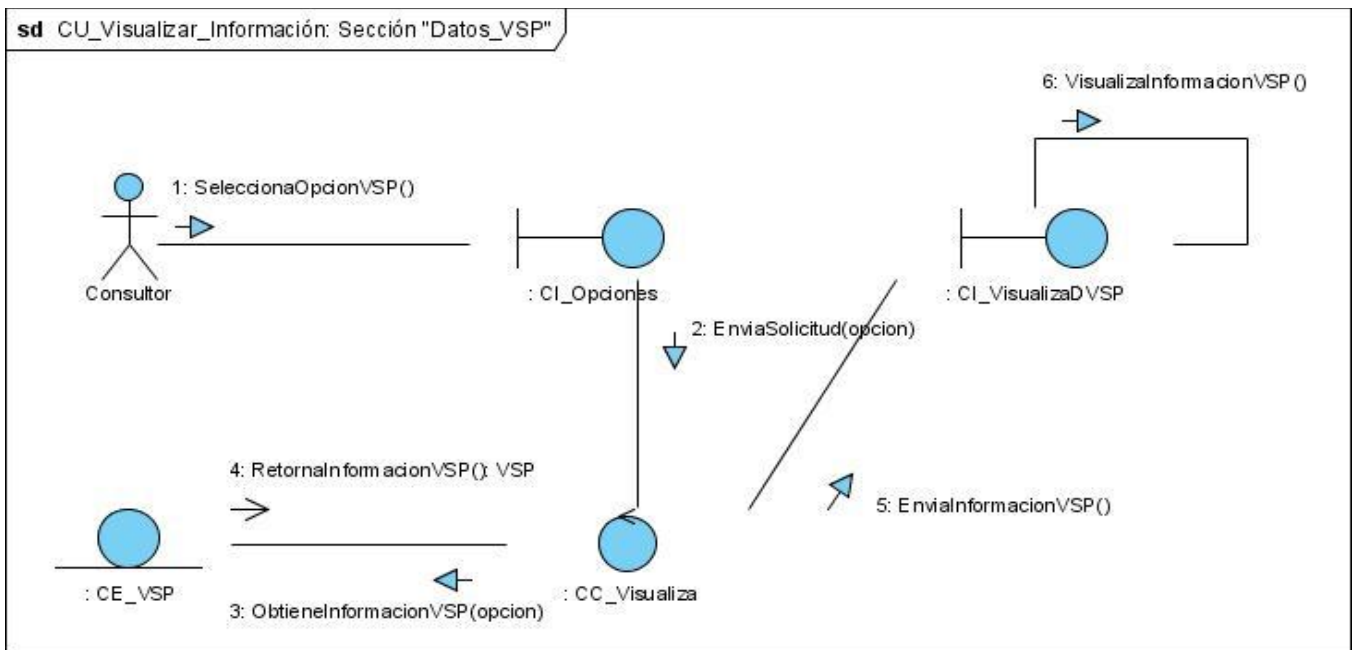 sd CU_Visualizar_Información: Sección "Datos_VSP"
6: VisualizaInformacionVSP()
1: SeleccionaOpcionVSP()
Consultor
: CI_Opciones
: CI_VisualizaDVSP
2: EnviaSolicitud(opcion)
4: RetornaInformacionVSP(): VSP
5: EnviaInformacionVSP()
: CE_VSP
: CC_Visualiza
3: ObtieneInformacionVSP(opcion)